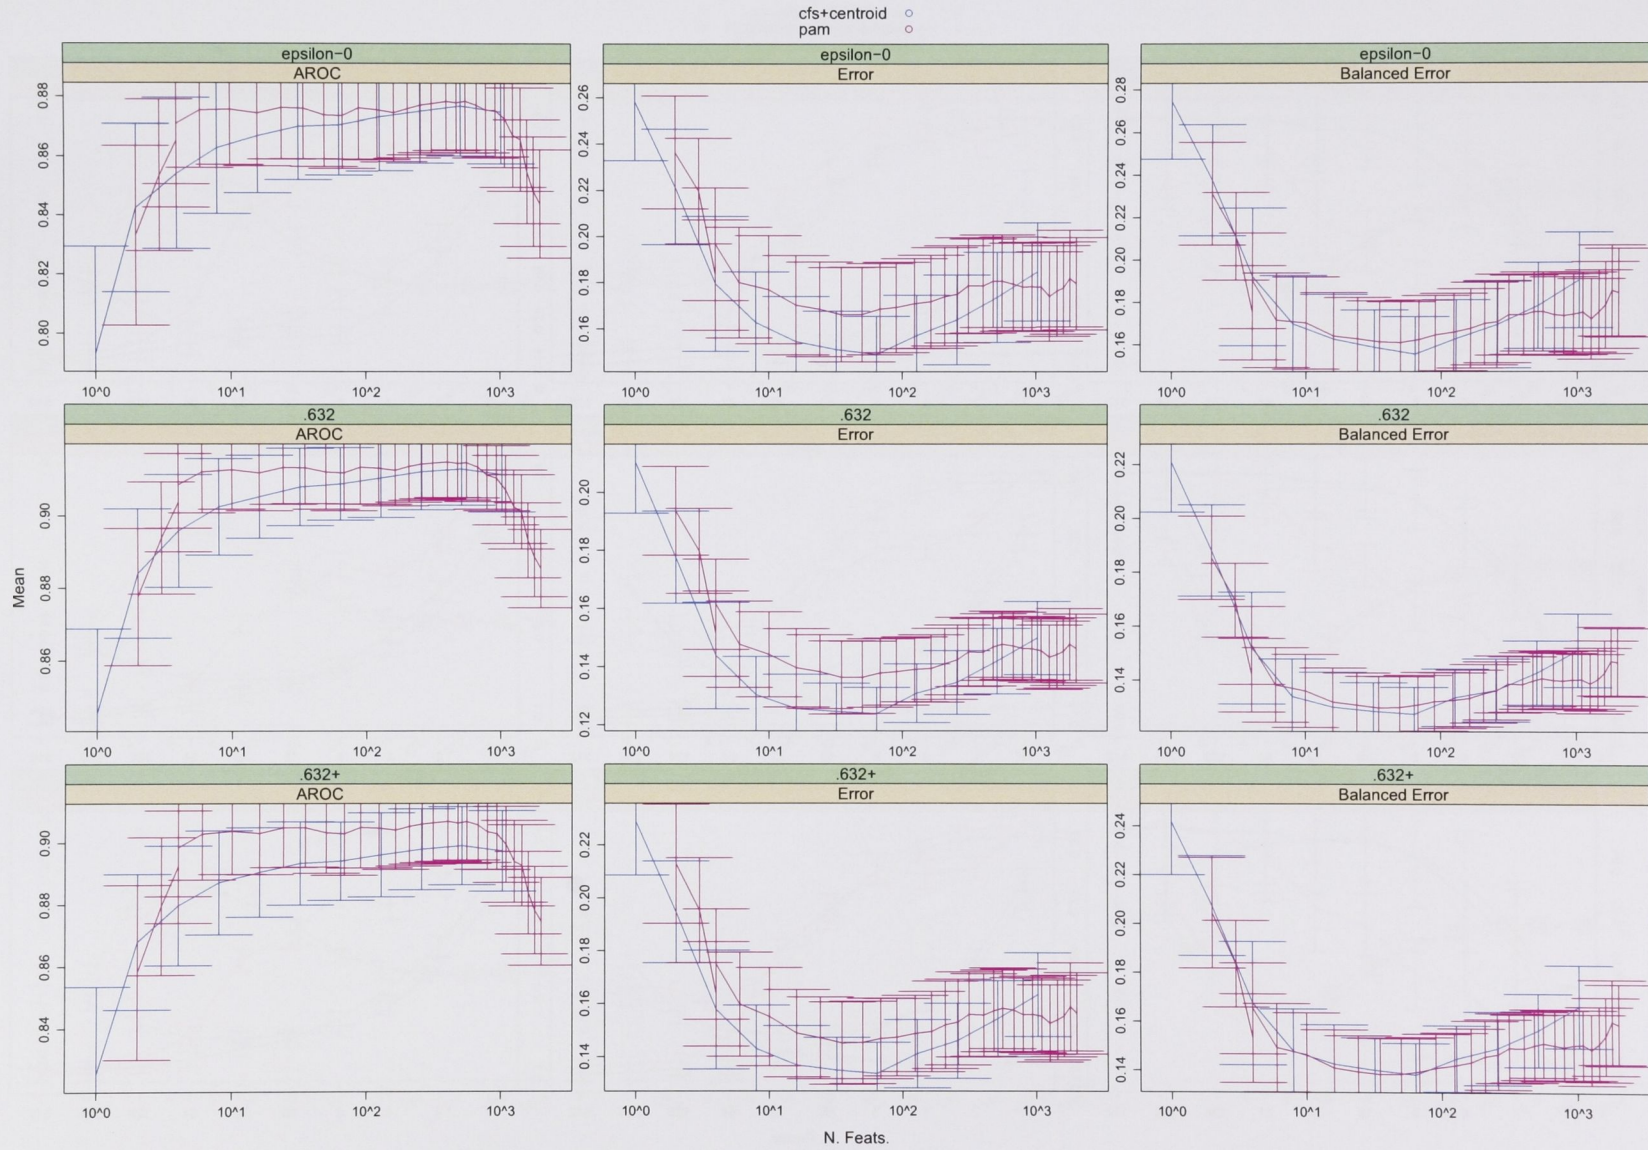 cfs+centroid
pam
epsilon-0
AROC
0.80 0.82 0.84 0.86 0.88
10^0 10^1 10^2 10^3
epsilon-0
Error
0.16 0.18 0.20 0.22 0.24 0.26
10^0 10^1 10^2 10^3
epsilon-0
Balanced Error
0.16 0.18 0.20 0.22 0.24 0.26 0.28
10^0 10^1 10^2 10^3
.632
AROC
0.86 0.88 0.90
10^0 10^1 10^2 10^3
.632
Error
0.12 0.14 0.16 0.18 0.20
10^0 10^1 10^2 10^3
.632
Balanced Error
0.14 0.16 0.18 0.20 0.22
10^0 10^1 10^2 10^3
Mean
.632+
AROC
0.84 0.86 0.88 0.90
10^0 10^1 10^2 10^3
.632+
Error
0.14 0.16 0.18 0.20 0.22
10^0 10^1 10^2 10^3
.632+
Balanced Error
0.14 0.16 0.18 0.20 0.22 0.24
10^0 10^1 10^2 10^3
N. Feats.